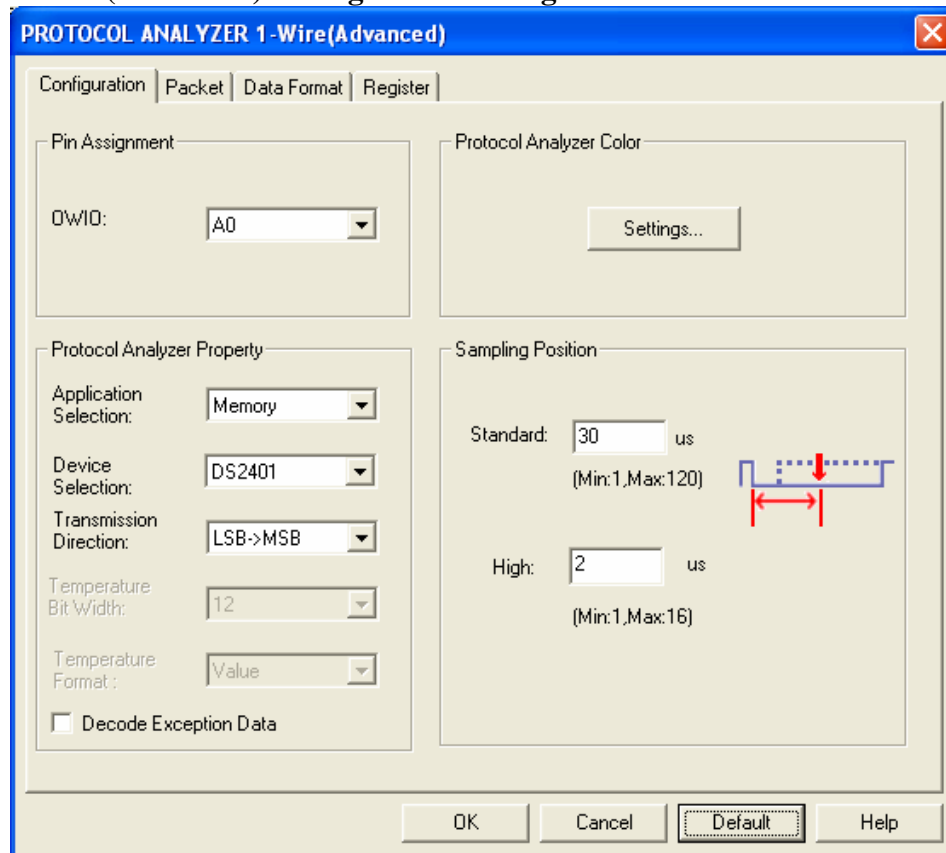 PROTOCOL ANALYZER 1-Wire(Advanced)
Configuration Packet Data Format Register
Pin Assignment
OWIO: A0
Protocol Analyzer Color
Settings...
Protocol Analyzer Property
Application
Selection: Memory
Device
Selection: DS2401
Transmission
Direction: LSB->MSB
Temperature
Bit Width: 12
Temperature
Format : Value
Decode Exception Data
Sampling Position
Standard: 30 us
(Min:1,Max:120)
High: 2 us
(Min:1,Max:16)
OK Cancel Default Help